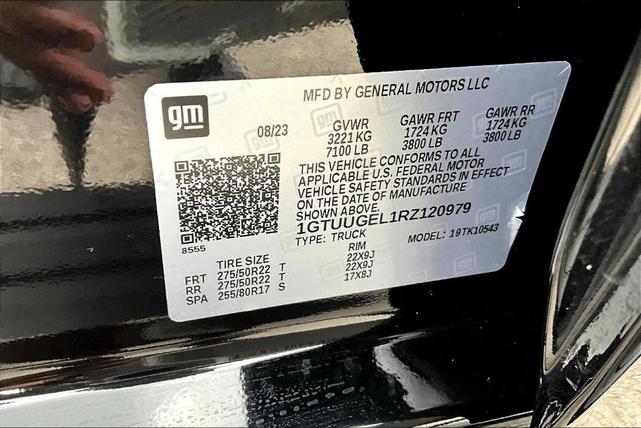 MFD BY GENERAL MOTORS LLC
gm
08/23
GVWR GAWR FRT GAWR RR
3221 KG 1724 KG 1724 KG
7100 LB 3800 LB 3800 LB
THIS VEHICLE CONFORMS TO ALL
APPLICABLE U.S. FEDERAL MOTOR
VEHICLE SAFETY STANDARDS IN EFFECT
ON THE DATE OF MANUFACTURE
SHOWN ABOVE.
1GTUUGEL1RZ120979
TYPE: TRUCK MODEL: 19TK10543
8555
TIRE SIZE RIM
FRT 275/50R22 T 22X9J
RR 275/50R22 T 22X9J
SPA 255/80R17 S 17X8J